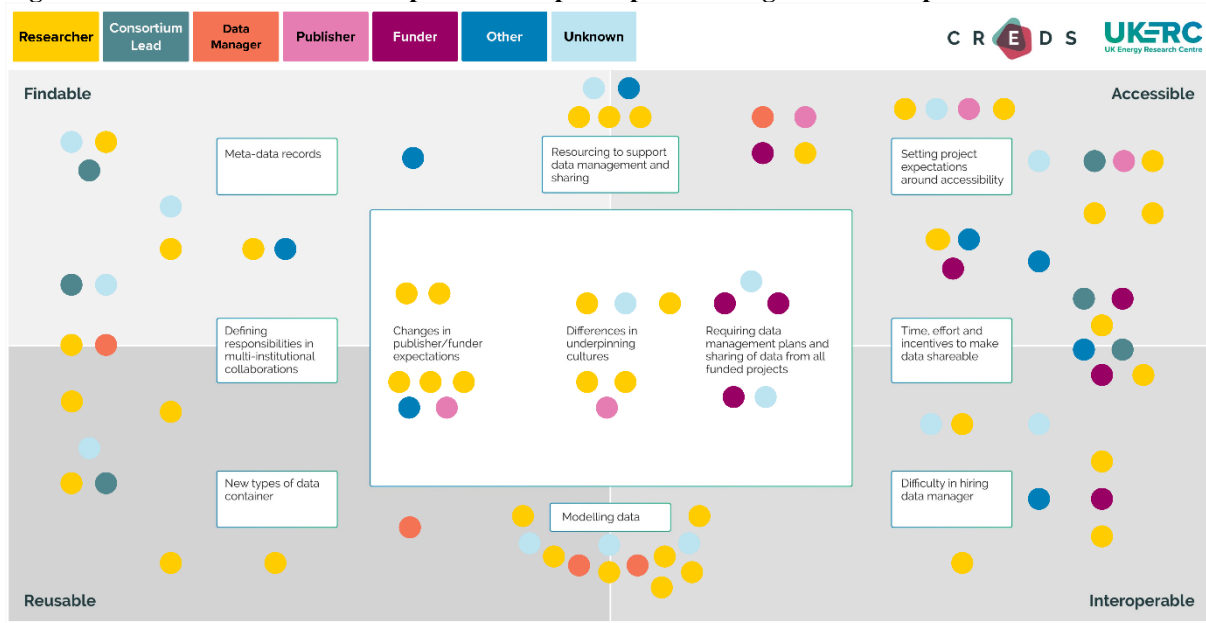 Researcher
Consortium
Lead
Data
Manager
Publisher
Funder
Other
Unknown
C R E D S
UKERC
UK Energy Research Centre
Findable
Accessible
Meta-data records
Resourcing to support
data management and
sharing
Setting project
expectations
around accessibility
Defining
responsibilities in
multi-institutional
collaborations
Changes in
publisher/funder
expectations
Differences in
underpinning
cultures
Requiring data
management plans and
sharing of data from all
funded projects
Time, effort and
incentives to make
data shareable
New types of data
container
Modelling data
Difficulty in hiring
data manager
Reusable
Interoperable